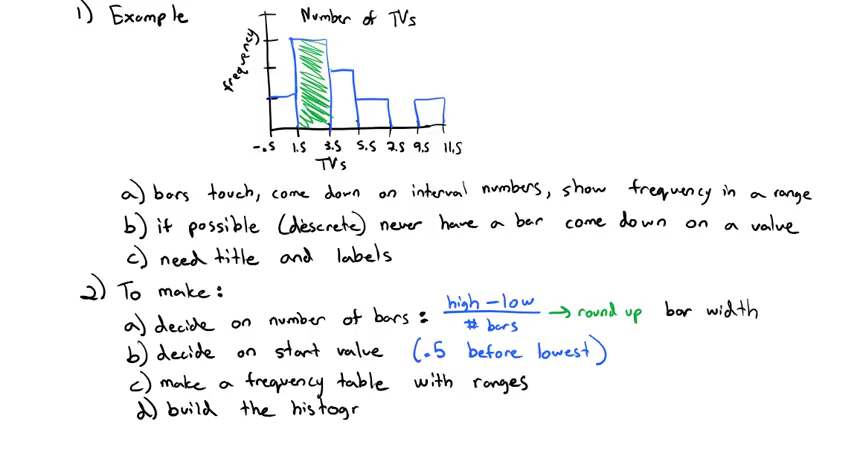 1) Example
Number of TVs
frequency
-.5 1.5 3.5 5.5 7.5 9.5 11.5
TVs
a) bars touch, come down on interval numbers, show frequency in a range
b) if possible (descrete) never have a bar come down on a value
c) need title and labels
2) To make:
a) decide on number of bars: high - low / # bars → round up bar width
b) decide on start value (.5 before lowest)
c) make a frequency table with ranges
d) build the histogr